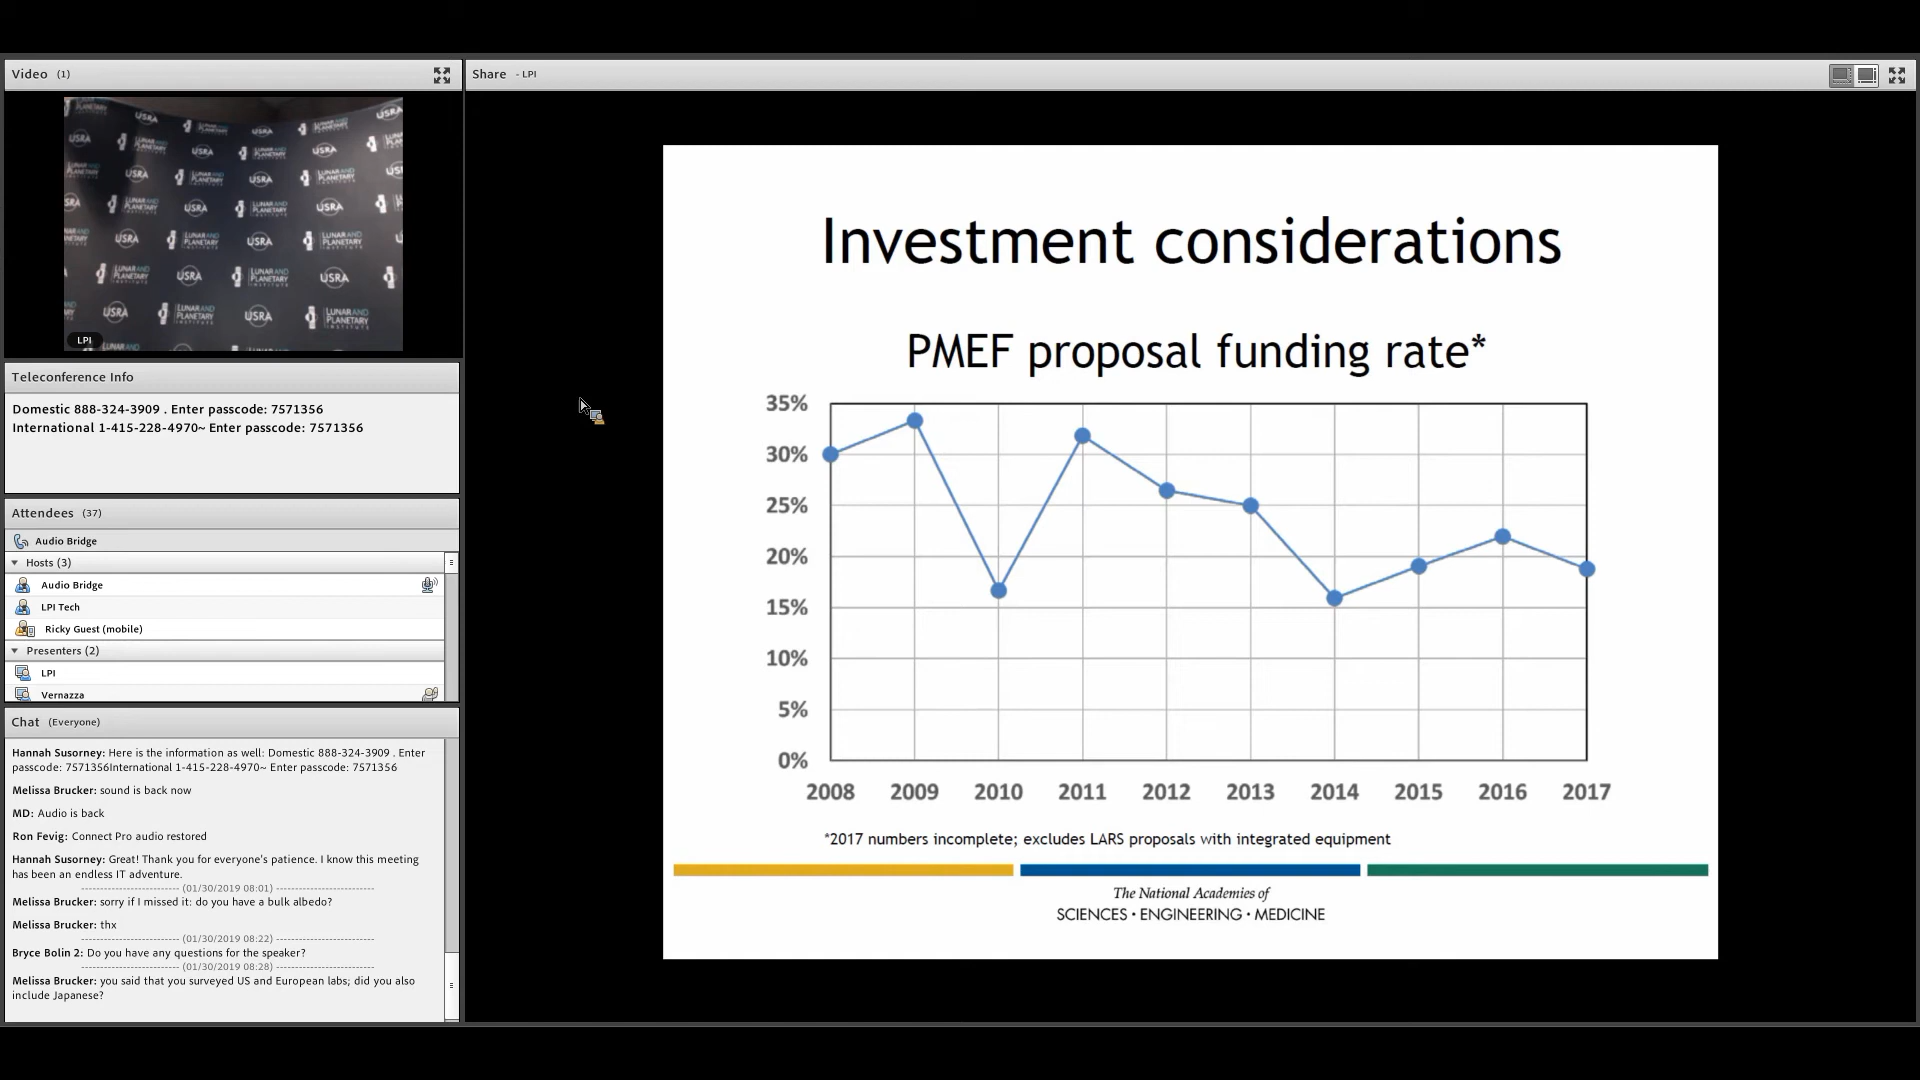 Video (1)
USRA
LUNAR AND
PLANETARY
INSTITUTE
LPI
Teleconference Info
Domestic 888-324-3909 . Enter passcode: 7571356
International 1-415-228-4970~ Enter passcode: 7571356
Attendees (37)
Audio Bridge
Hosts (3)
Audio Bridge
LPI Tech
Ricky Guest (mobile)
Presenters (2)
LPI
Vernazza
Chat (Everyone)
Hannah Susorney: Here is the information as well: Domestic 888-324-3909 . Enter
passcode: 7571356International 1-415-228-4970~ Enter passcode: 7571356
Melissa Brucker: sound is back now
MD: Audio is back
Ron Fevig: Connect Pro audio restored
Hannah Susorney: Great! Thank you for everyone's patience. I know this meeting
has been an endless IT adventure.
------------------------- (01/30/2019 08:01) -------------------------
Melissa Brucker: sorry if I missed it: do you have a bulk albedo?
Melissa Brucker: thx
------------------------- (01/30/2019 08:22) -------------------------
Bryce Bolin 2: Do you have any questions for the speaker?
------------------------- (01/30/2019 08:28) -------------------------
Melissa Brucker: you said that you surveyed US and European labs; did you also
include Japanese?
Share - LPI
Investment considerations
PMEF proposal funding rate*
35%
30%
25%
20%
15%
10%
5%
0%
2008 2009 2010 2011 2012 2013 2014 2015 2016 2017
*2017 numbers incomplete; excludes LARS proposals with integrated equipment
The National Academies of
SCIENCES · ENGINEERING · MEDICINE